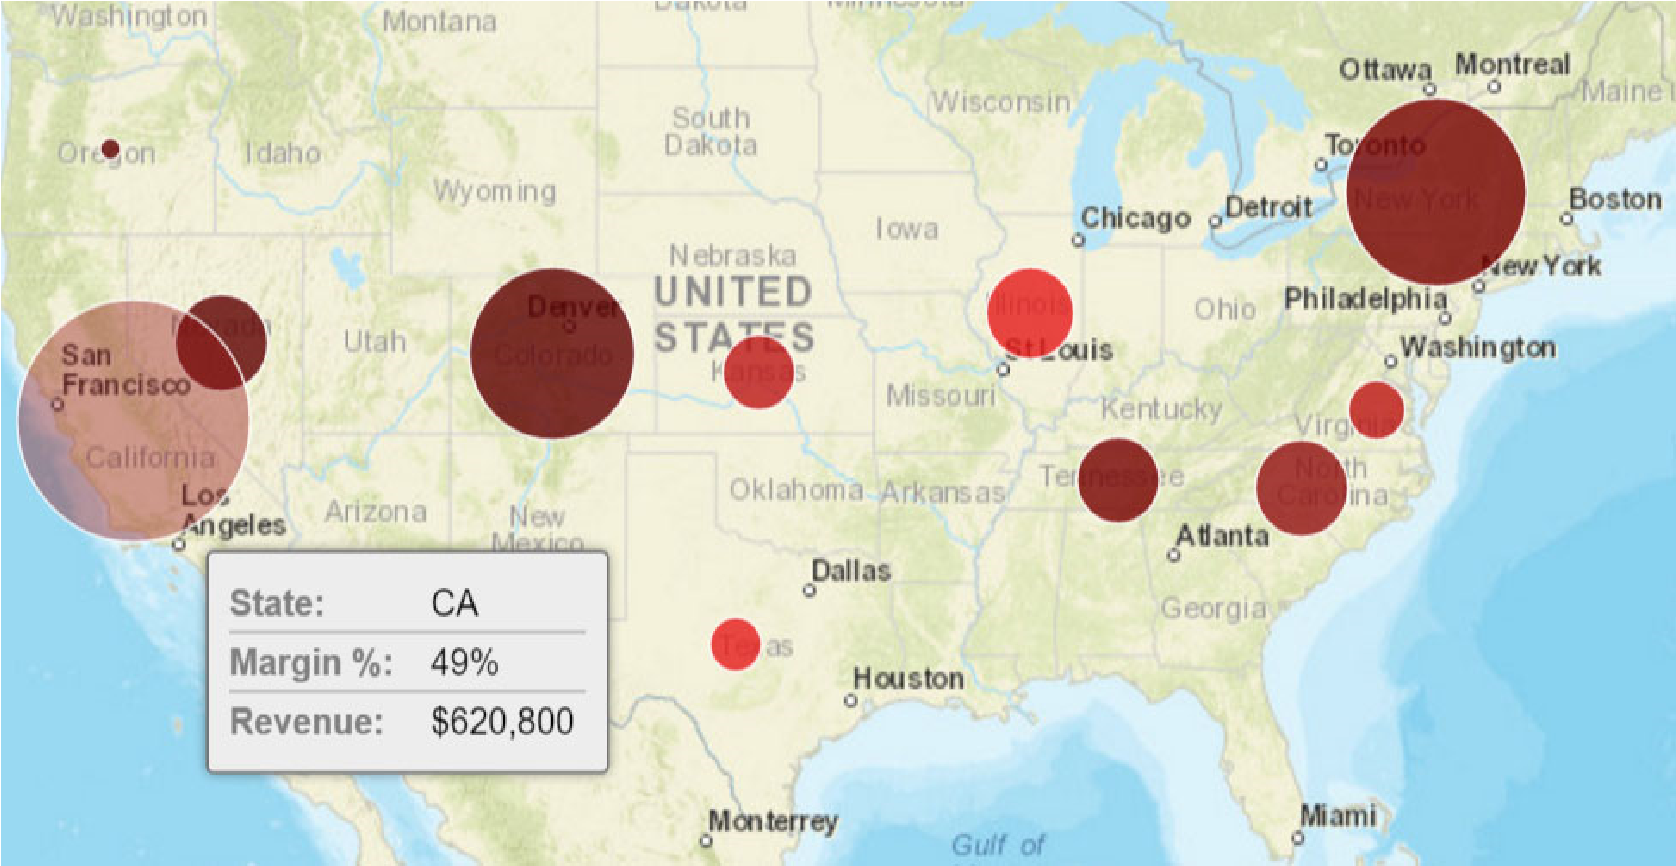 Washington
Montana
Dakota
Minnesota
Ottawa
Montreal
Maine
Wisconsin
South
Dakota
Toronto
Oregon
Idaho
Wyoming
New York
Boston
Chicago
Detroit
Iowa
Nebraska
New York
UNITED
STATES
Denver
Illinois
Ohio
Philadelphia
Nevada
Utah
Colorado
Kansas
St Louis
Washington
San
Francisco
Missouri
Kentucky
Virginia
California
Tennessee
North
Carolina
Los
Angeles
Arizona
New
Mexico
Oklahoma
Arkansas
Atlanta
Dallas
Georgia
State: CA
Margin %: 49%
Revenue: $620,800
Texas
Houston
Monterrey
Miami
Gulf of